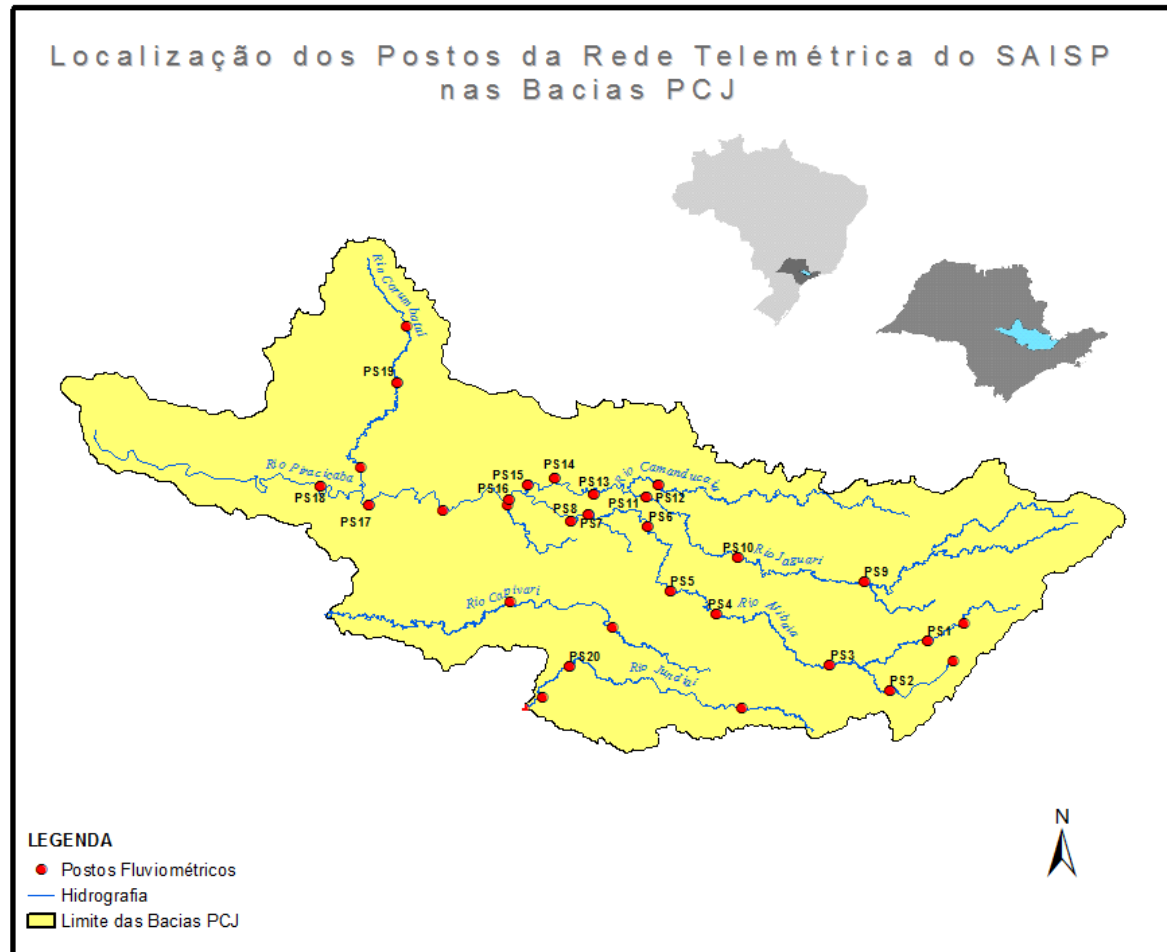 Localização dos Postos da Rede Telemétrica do SAISP
nas Bacias PCJ
Rio Corumbataí
PS19
Rio Piracicaba
PS18
PS17
PS16
PS15
PS14
PS13
Rio Camanducaia
PS12
PS11
PS8
PS7
PS6
PS10
Rio Jaguari
PS9
PS5
PS4
Rio Atibaia
Rio Capivari
PS1
PS3
PS2
PS20
Rio Jundiaí
N
LEGENDA
Postos Fluviométricos
Hidrografia
Limite das Bacias PCJ